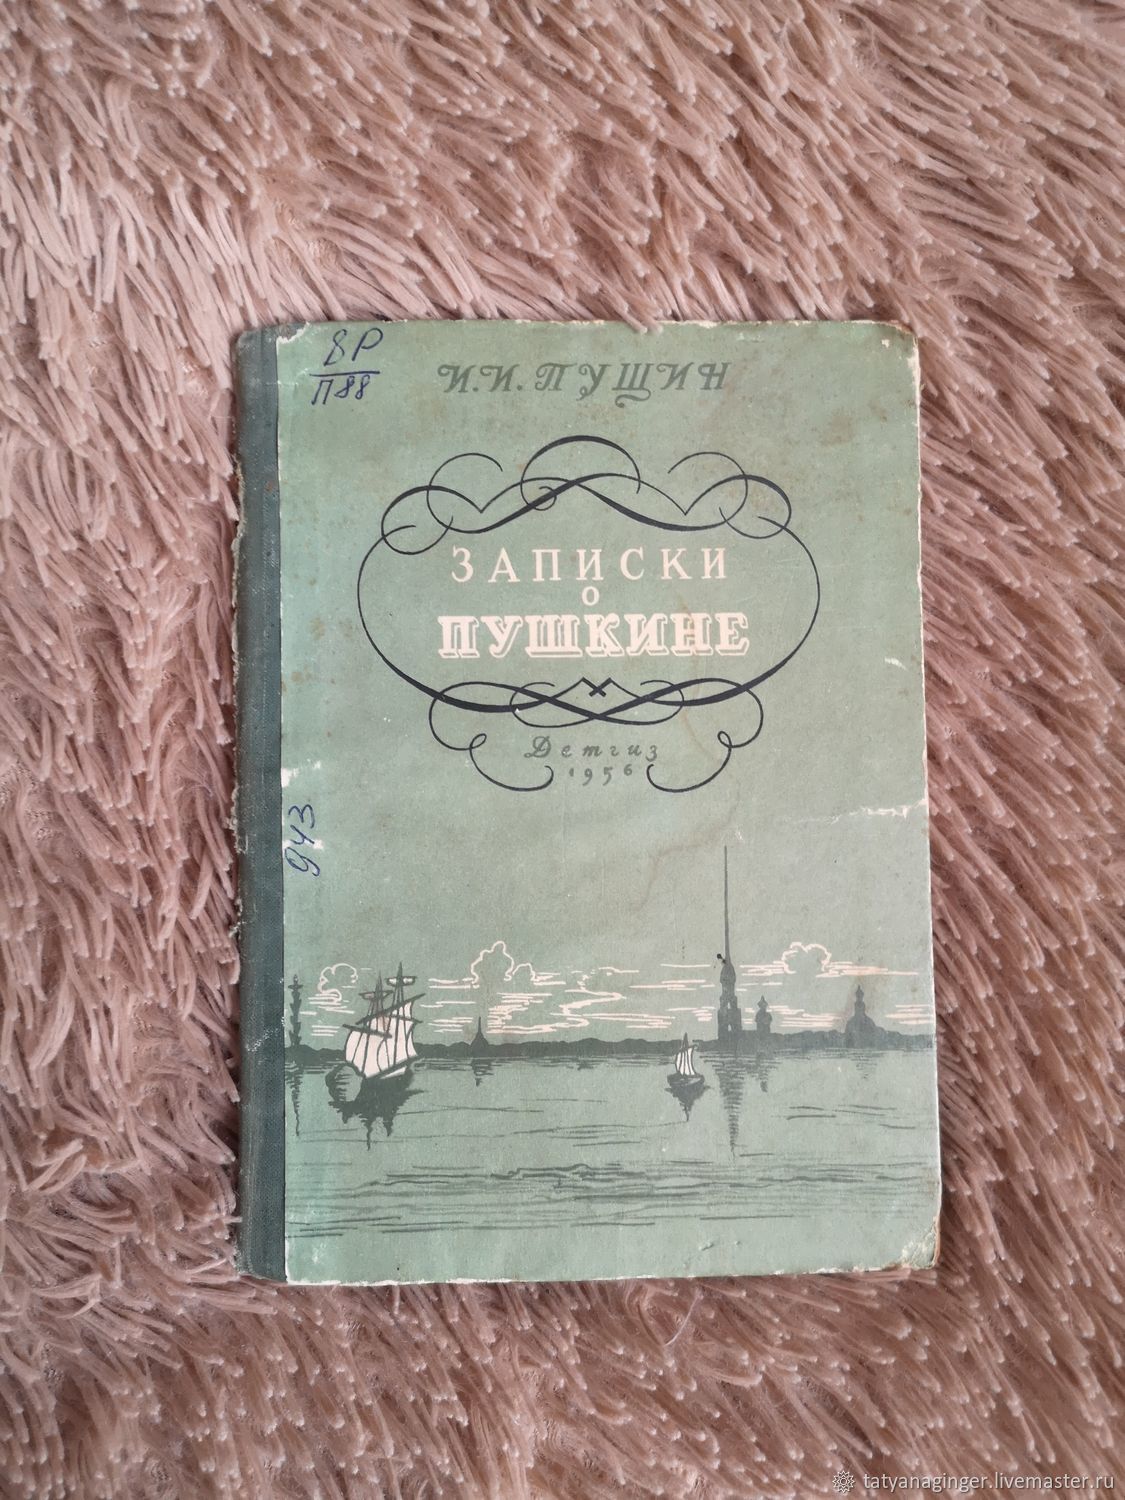 8Р
П88
И. И. ПУЩИН
ЗАПИСКИ
О
ПУШКИНЕ
Детгиз
1956
943
tatyanaginger.livemaster.ru